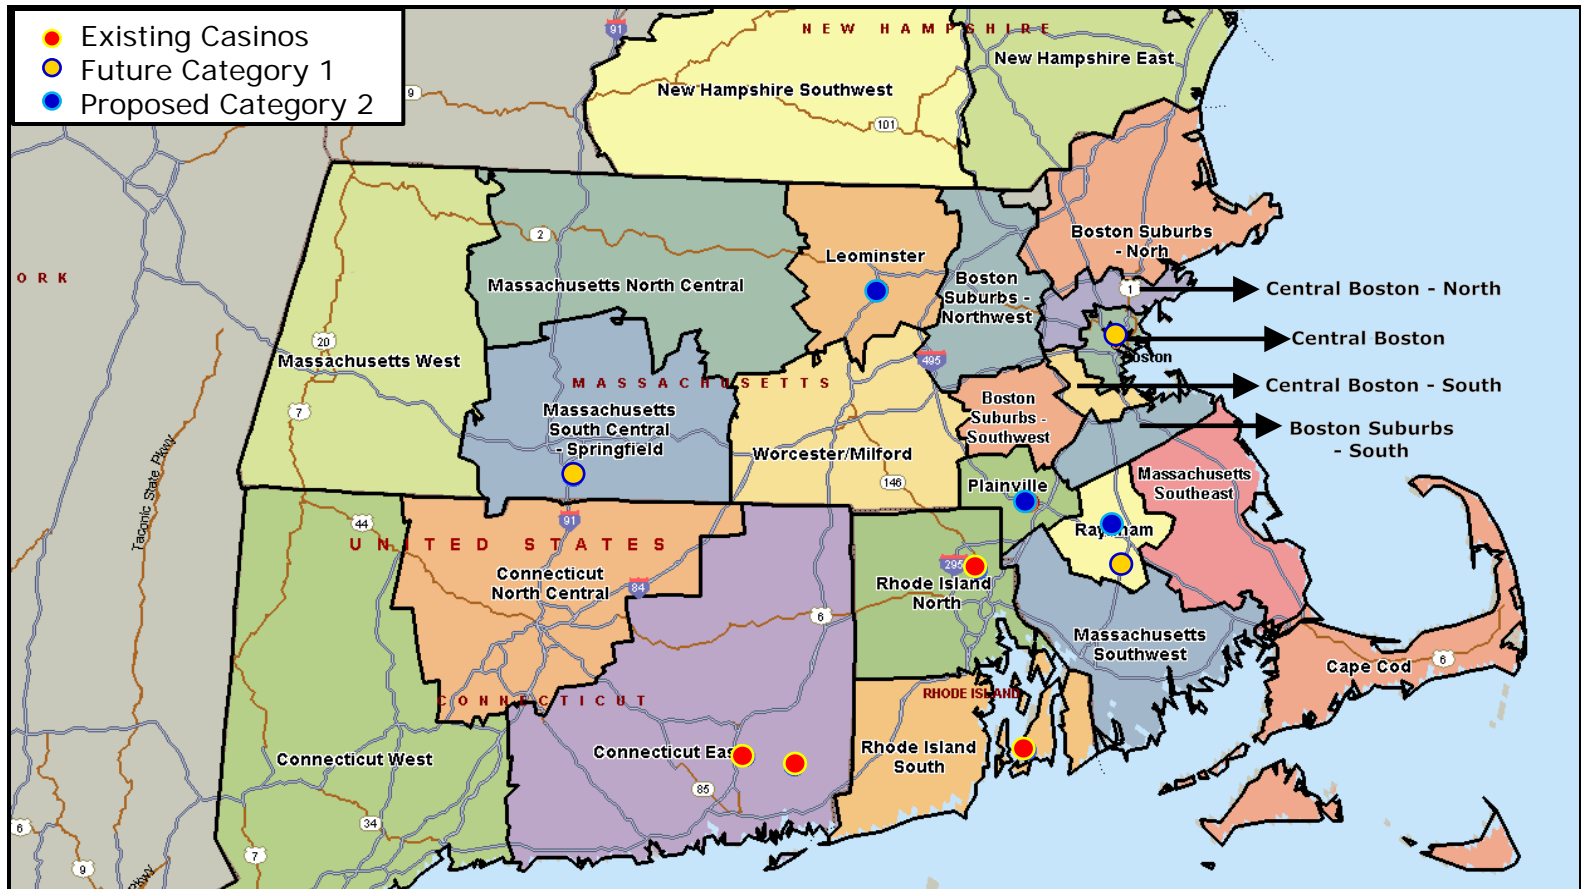 Existing Casinos
Future Category 1
Proposed Category 2
91
NEW HAMPSHIRE
New Hampshire East
New Hampshire Southwest
9
101
2
Boston Suburbs
- Norh
Leominster
ORK
Massachusetts North Central
Boston
Suburbs -
Northwest
1
Central Boston - North
20
Massachusetts West
495
Boston
Central Boston
MASSACHUSETTS
Central Boston - South
7
Massachusetts
South Central
- Springfield
Boston
Suburbs -
Southwest
Boston Suburbs
- South
Worcester/Milford
146
Plainville
Massachusetts
Southeast
Taconic State Pkwy
44
91
UNITED STATES
Connecticut
North Central
84
295
Rhode Island
North
6
Massachusetts
Southwest
Cape Cod
6
CONNECTICUT
RHODE ISLAND
Connecticut West
Rhode Island
South
85
34
6
7
9
Pkwy